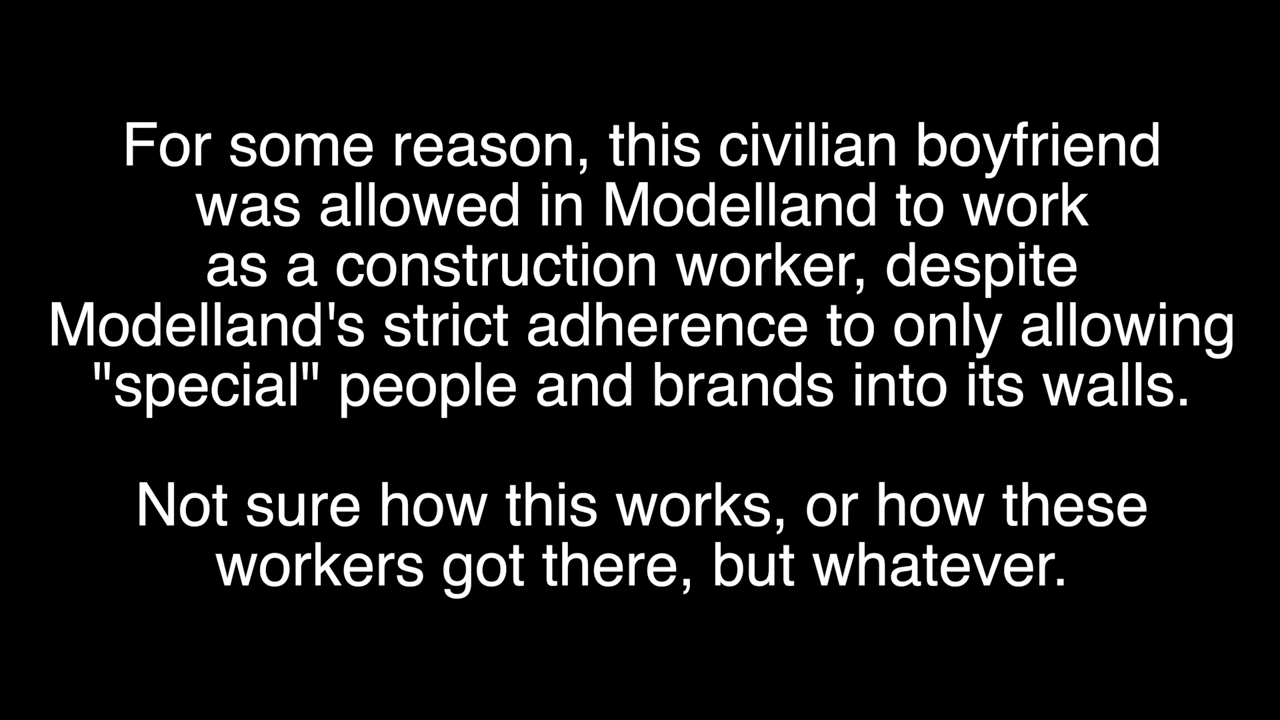 For some reason, this civilian boyfriend
was allowed in Modelland to work
as a construction worker, despite
Modelland's strict adherence to only allowing
"special" people and brands into its walls.
Not sure how this works, or how these
workers got there, but whatever.